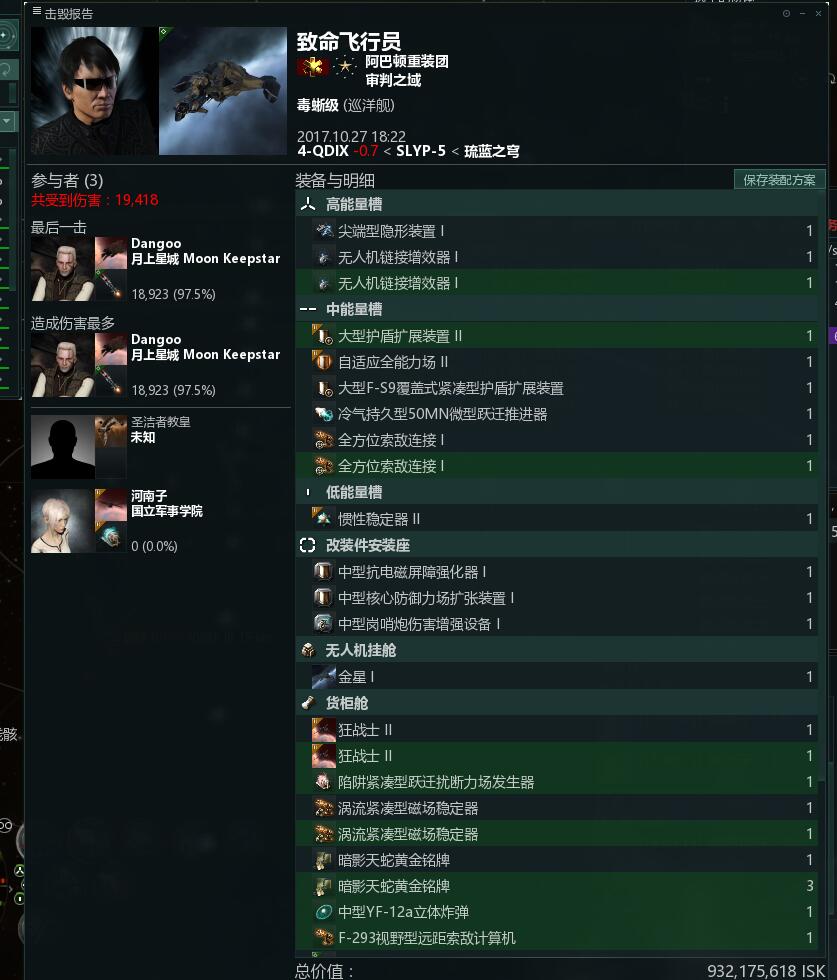 击毁报告
致命飞行员
阿巴顿重装团
审判之域
毒蜥级 (巡洋舰)
2017.10.27 18:22
4-QDIX -0.7 < SLYP-5 < 琉蓝之穹
参与者 (3)
共受到伤害：19,418
最后一击
Dangoo
月上星城 Moon Keepstar
18,923 (97.5%)
造成伤害最多
Dangoo
月上星城 Moon Keepstar
18,923 (97.5%)
圣洁者教皇
未知
河南子
国立军事学院
0 (0.0%)
装备与明细
保存装配方案
高能量槽
尖端型隐形装置 I 1
无人机链接增效器 I 1
无人机链接增效器 I 1
中能量槽
大型护盾扩展装置 II 1
自适应全能力场 II 1
大型F-S9覆盖式紧凑型护盾扩展装置 1
冷气持久型50MN微型跃迁推进器 1
全方位索敌连接 I 1
全方位索敌连接 I 1
低能量槽
惯性稳定器 II 1
改装件安装座
中型抗电磁屏障强化器 I 1
中型核心防御力场扩张装置 I 1
中型岗哨炮伤害增强设备 I 1
无人机挂舱
金星 I 1
货柜舱
狂战士 II 1
狂战士 II 1
陷阱紧凑型跃迁扰断力场发生器 1
涡流紧凑型磁场稳定器 1
涡流紧凑型磁场稳定器 1
暗影天蛇黄金铭牌 1
暗影天蛇黄金铭牌 3
中型YF-12a立体炸弹 1
F-293视野型远距索敌计算机 1
总价值： 932,175,618 ISK